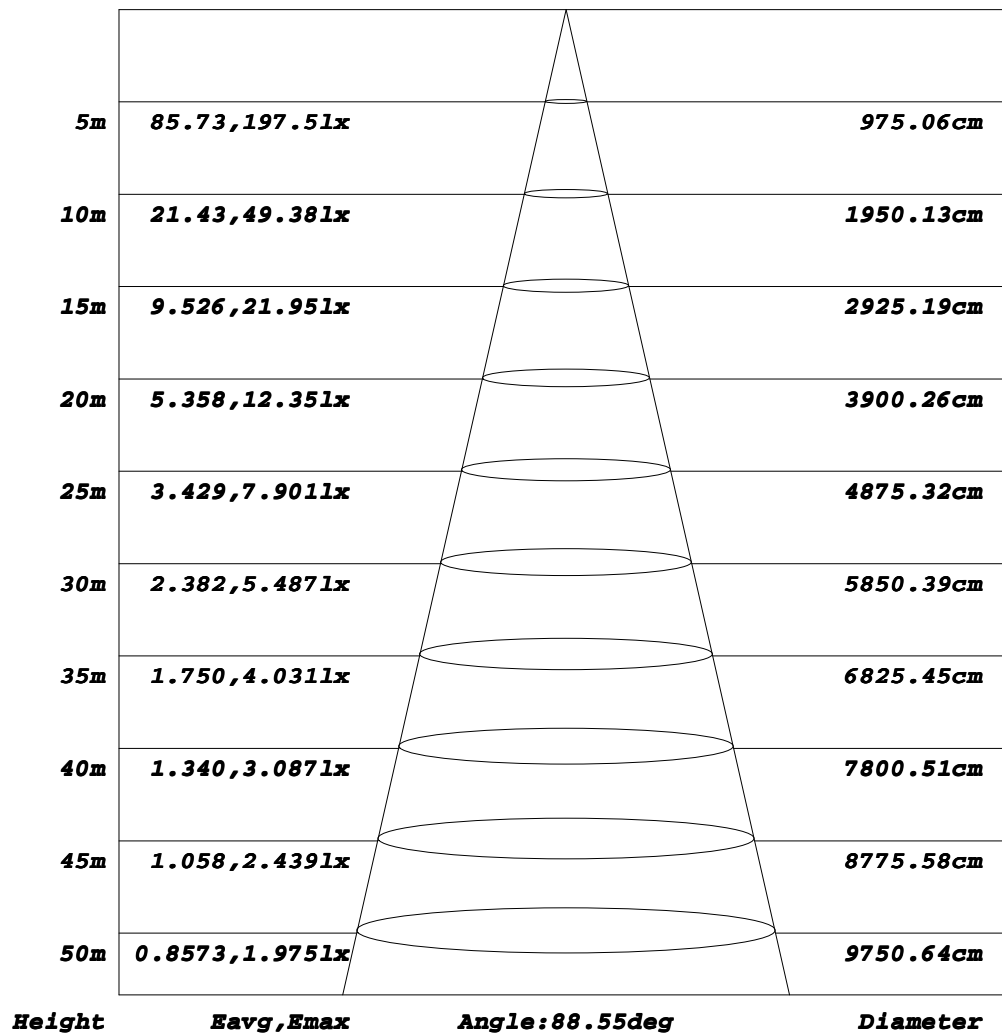 5m 85.73,197.5lx 975.06cm
10m 21.43,49.38lx 1950.13cm
15m 9.526,21.95lx 2925.19cm
20m 5.358,12.35lx 3900.26cm
25m 3.429,7.901lx 4875.32cm
30m 2.382,5.487lx 5850.39cm
35m 1.750,4.031lx 6825.45cm
40m 1.340,3.087lx 7800.51cm
45m 1.058,2.439lx 8775.58cm
50m 0.8573,1.975lx 9750.64cm
Height Eavg,Emax Angle:88.55deg Diameter